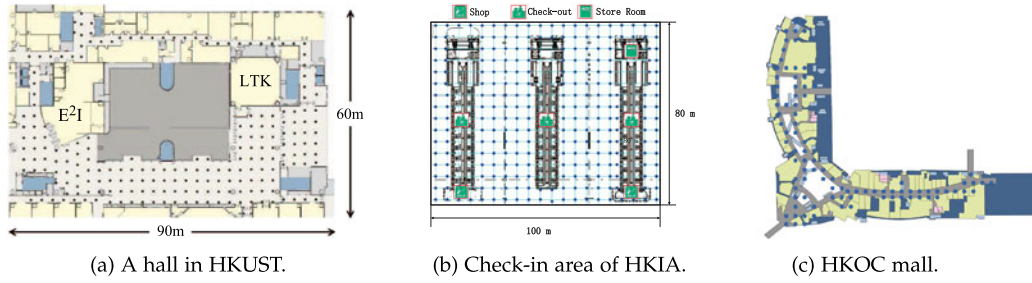 Shop
Check-out
Store Room
E²I
LTK
60m
90m
80 m
100 m
(a) A hall in HKUST.
(b) Check-in area of HKIA.
(c) HKOC mall.